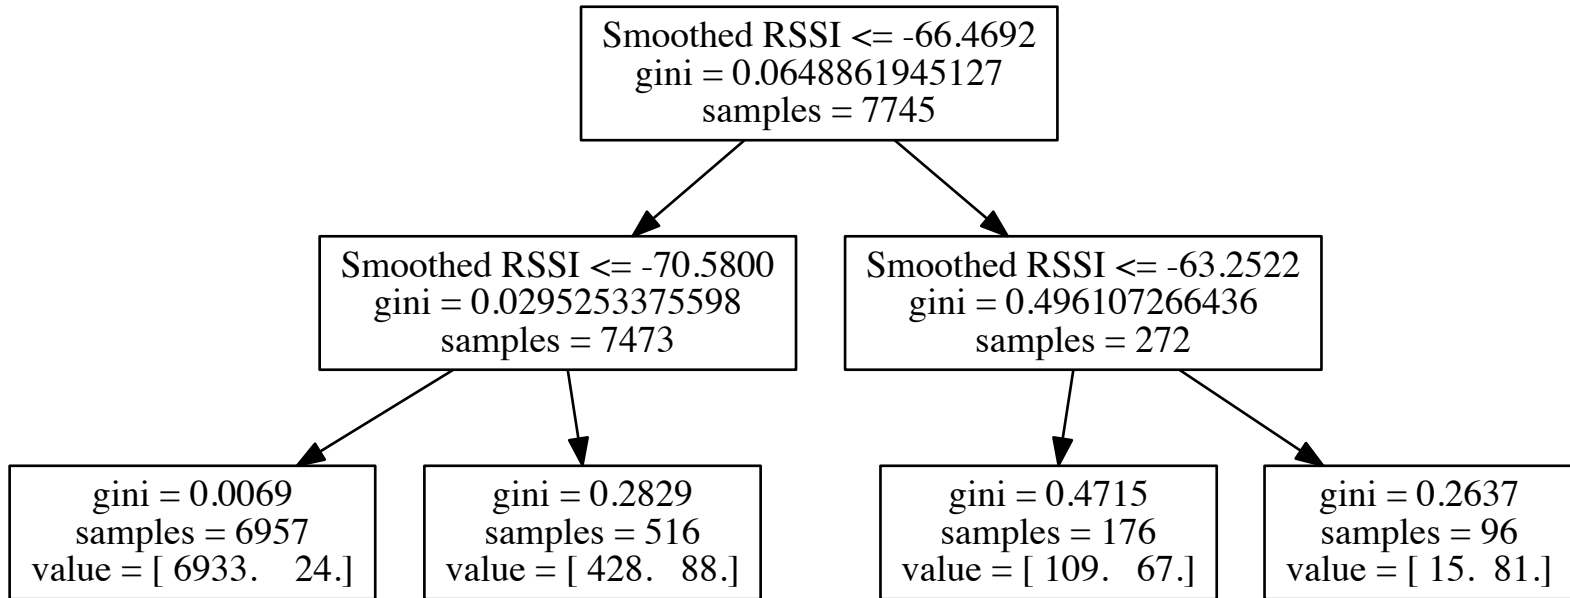 Smoothed RSSI <= -66.4692
gini = 0.0648861945127
samples = 7745
Smoothed RSSI <= -70.5800
gini = 0.0295253375598
samples = 7473
Smoothed RSSI <= -63.2522
gini = 0.496107266436
samples = 272
gini = 0.0069
samples = 6957
value = [ 6933.    24.]
gini = 0.2829
samples = 516
value = [ 428.   88.]
gini = 0.4715
samples = 176
value = [ 109.   67.]
gini = 0.2637
samples = 96
value = [ 15.  81.]